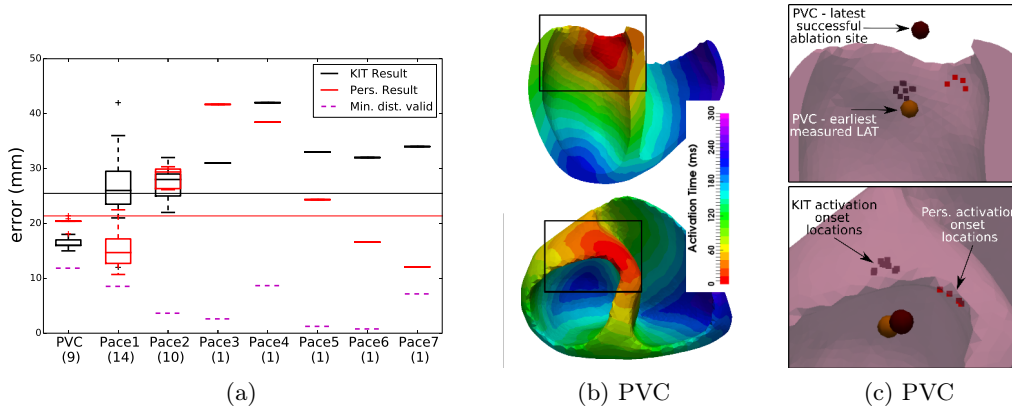 error (mm)
50
40
30
20
10
0
KIT Result
Pers. Result
Min. dist. valid
PVC
(9)
Pace1
(14)
Pace2
(10)
Pace3
(1)
Pace4
(1)
Pace5
(1)
Pace6
(1)
Pace7
(1)
(a)
Activation Time (ms)
300
240
180
120
60
0
(b) PVC
PVC - latest
successful
ablation site
PVC - earliest
measured LAT
KIT activation
onset
locations
Pers. activation
onset
locations
(c) PVC